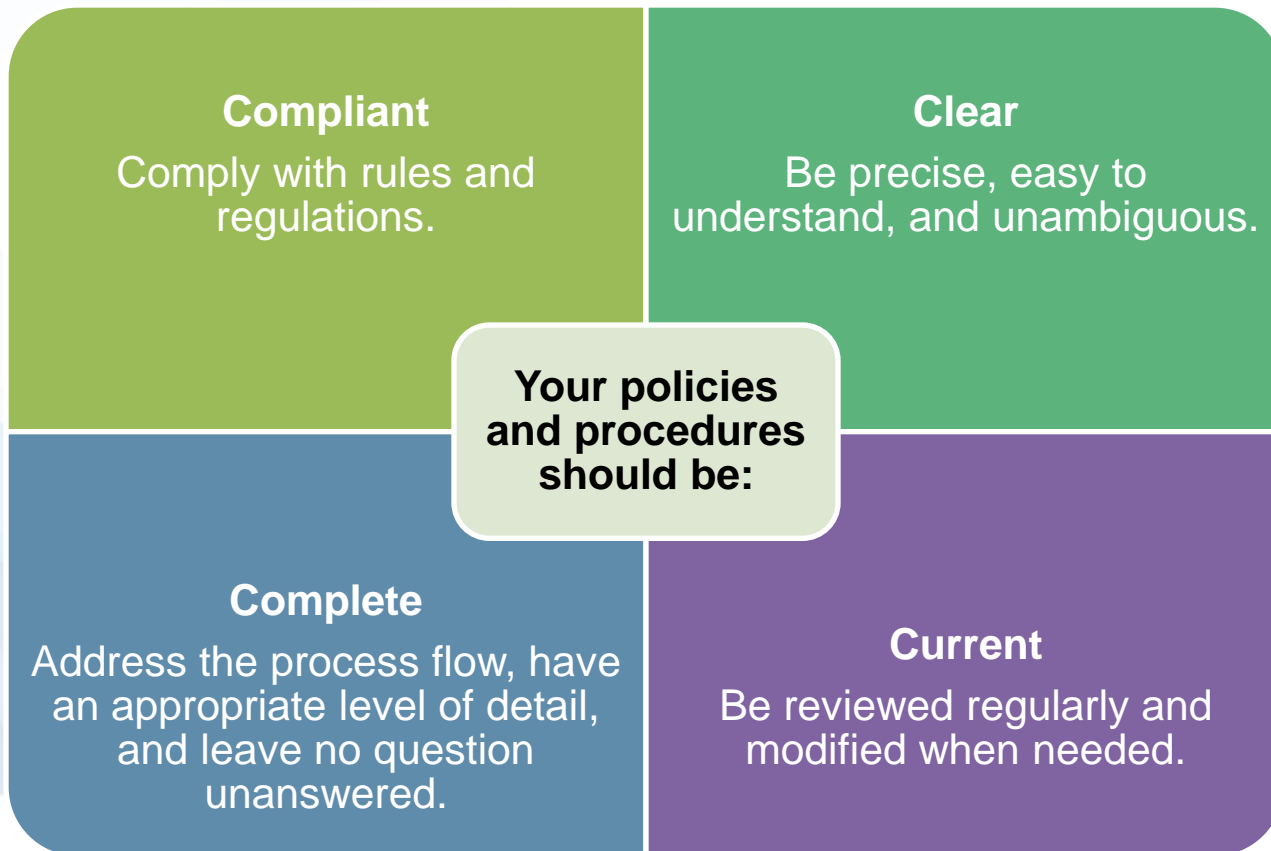 Compliant
Comply with rules and
regulations.
Clear
Be precise, easy to
understand, and unambiguous.
Your policies
and procedures
should be:
Complete
Address the process flow, have
an appropriate level of detail,
and leave no question
unanswered.
Current
Be reviewed regularly and
modified when needed.